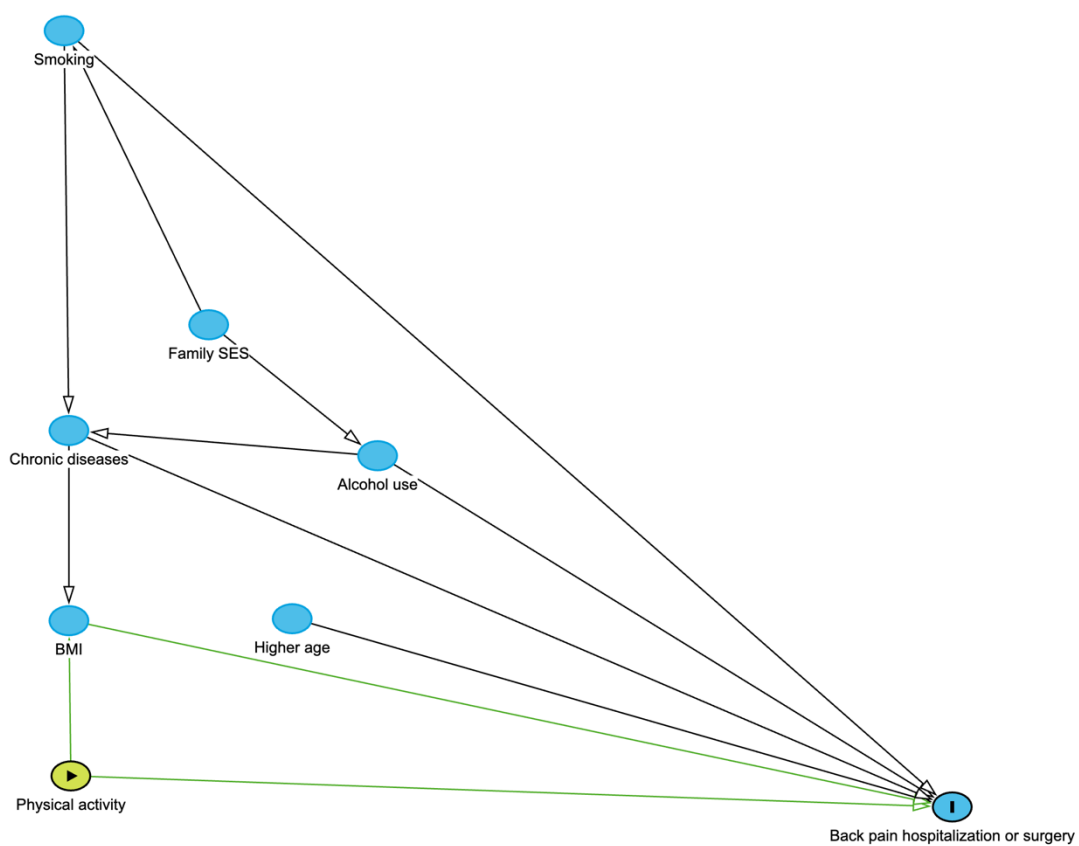 Smoking
Family SES
Chronic diseases
Alcohol use
BMI
Higher age
Physical activity
Back pain hospitalization or surgery